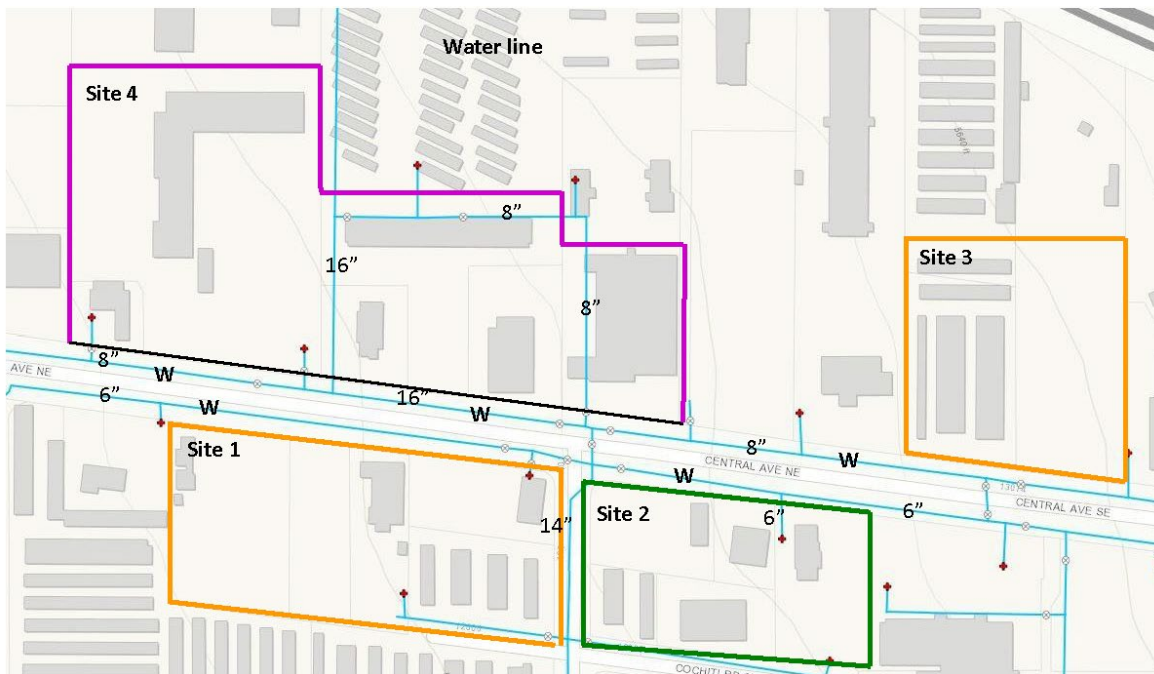 Water line
Site 4
8”
16”
8”
Site 3
8”
AVE NE
6”
W
W
16”
W
8”
W
CENTRAL AVE NE
CENTRAL AVE SE
Site 1
W
Site 2
14”
6”
6”